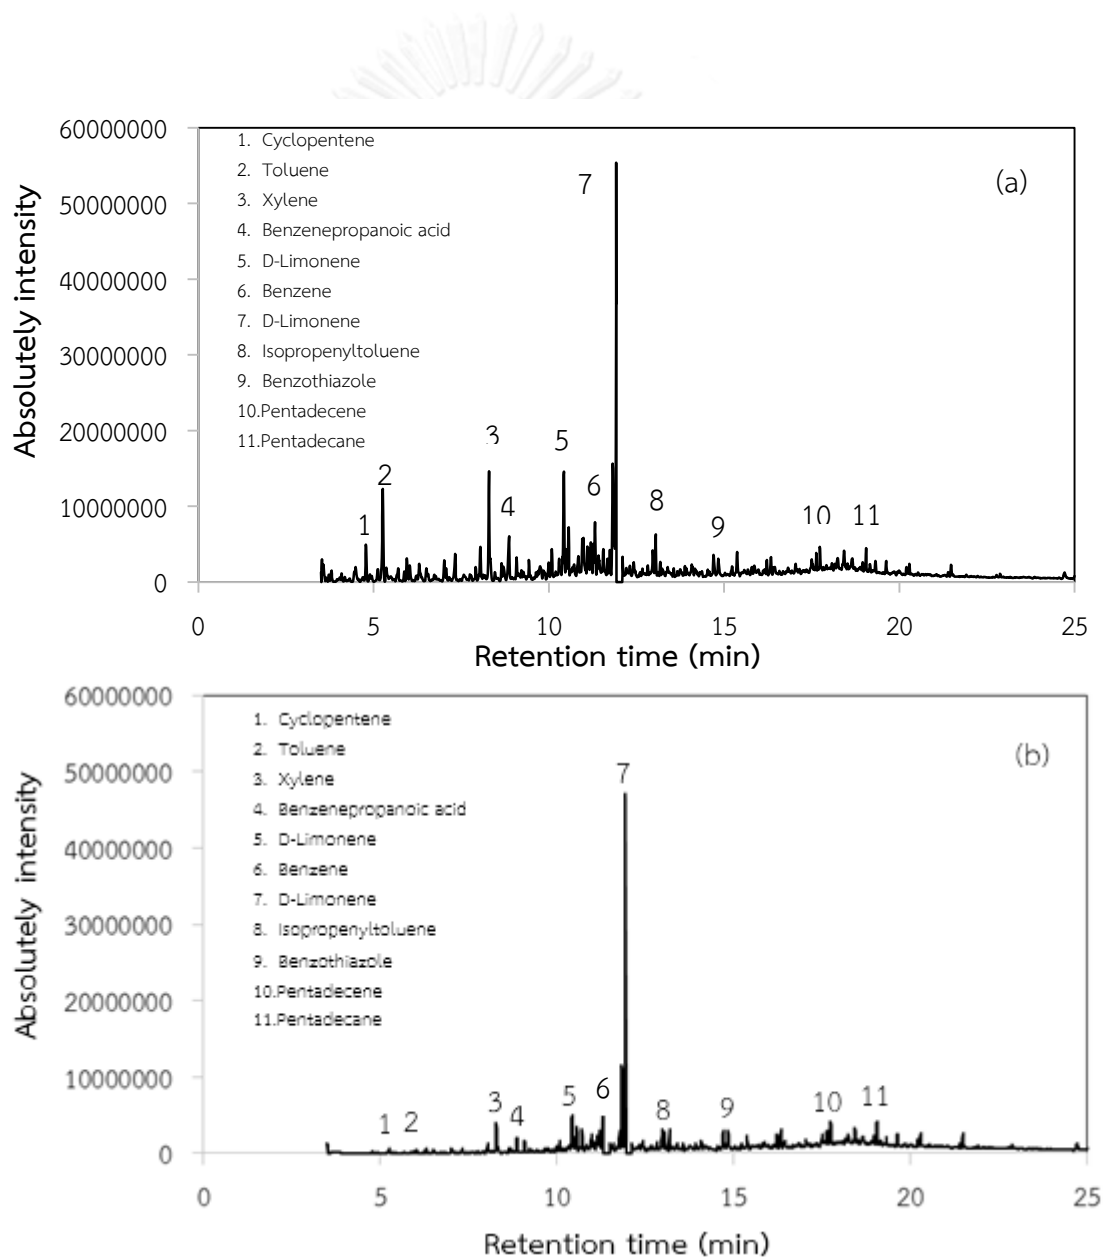 60000000
50000000
40000000
30000000
20000000
10000000
0
Absolutely intensity
1. Cyclopentene
2. Toluene
3. Xylene
4. Benzenepropanoic acid
5. D-Limonene
6. Benzene
7. D-Limonene
8. Isopropenyltoluene
9. Benzothiazole
10.Pentadecene
11.Pentadecane
(a)
1 2 3 4 5 6 7 8 9 10 11
0 5 10 15 20 25
Retention time (min)
60000000
50000000
40000000
30000000
20000000
10000000
0
Absolutely intensity
1. Cyclopentene
2. Toluene
3. Xylene
4. Benzenepropanoic acid
5. D-Limonene
6. Benzene
7. D-Limonene
8. Isopropenyltoluene
9. Benzothiazole
10.Pentadecene
11.Pentadecane
(b)
1 2 3 4 5 6 7 8 9 10 11
0 5 10 15 20 25
Retention time (min)